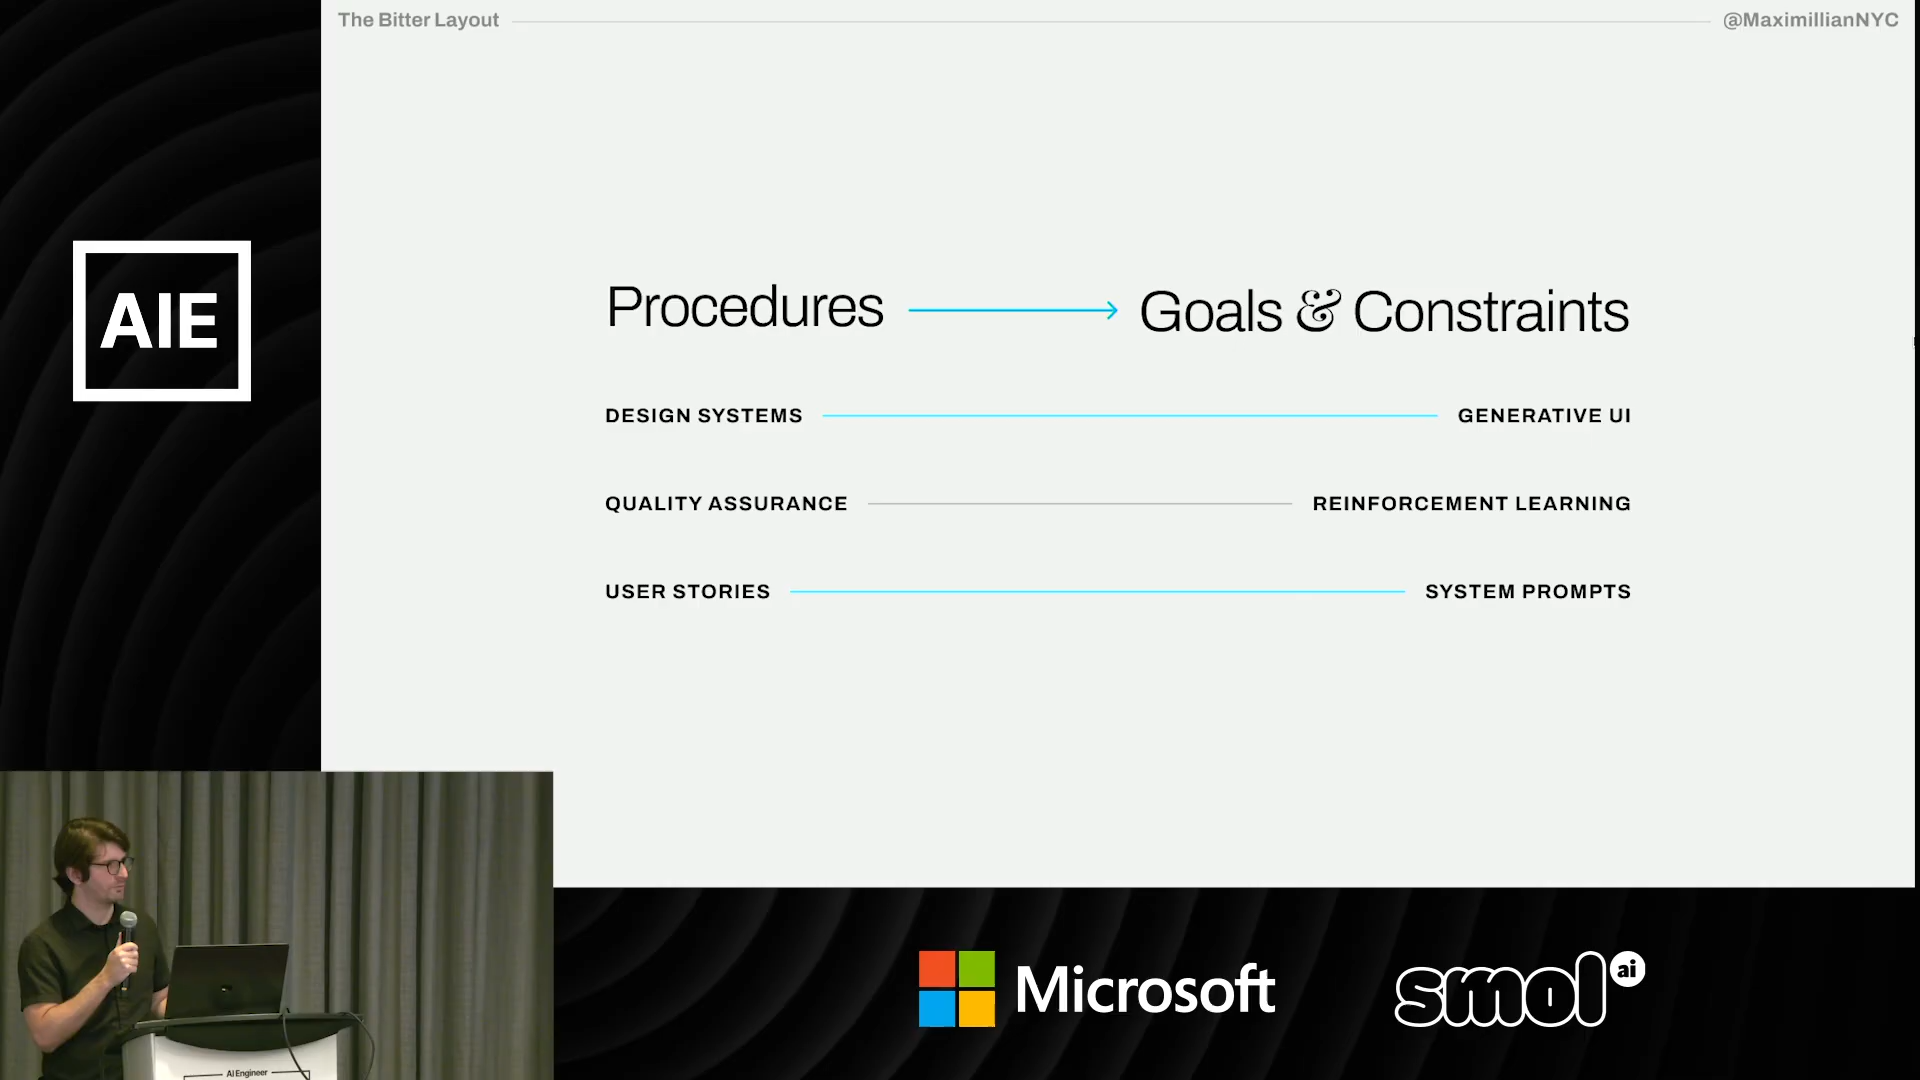 The Bitter Layout
@MaximillianNYC
AIE
Procedures
Goals & Constraints
DESIGN SYSTEMS
GENERATIVE UI
QUALITY ASSURANCE
REINFORCEMENT LEARNING
USER STORIES
SYSTEM PROMPTS
Microsoft
smol ai
AI Engineer